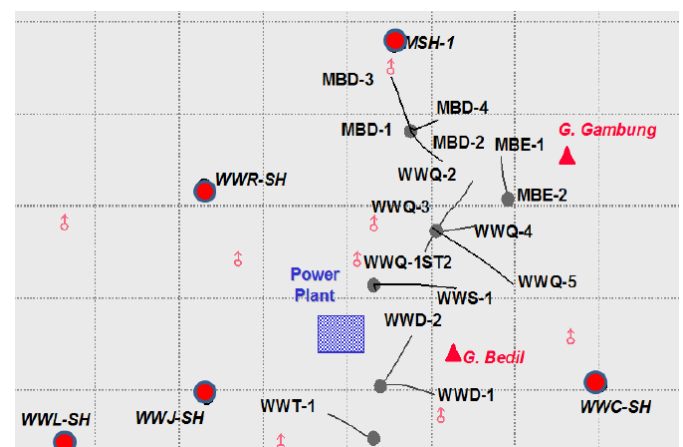 MSH-1
MBD-3
MBD-4
MBD-1
MBD-2
G. Gambung
MBE-1
WWQ-2
WWR-SH
MBE-2
WWQ-3
WWQ-4
WWQ-1ST2
Power
Plant
WWQ-5
WWS-1
WWD-2
G. Bedil
WWD-1
WWT-1
WWC-SH
WWL-SH
WWJ-SH